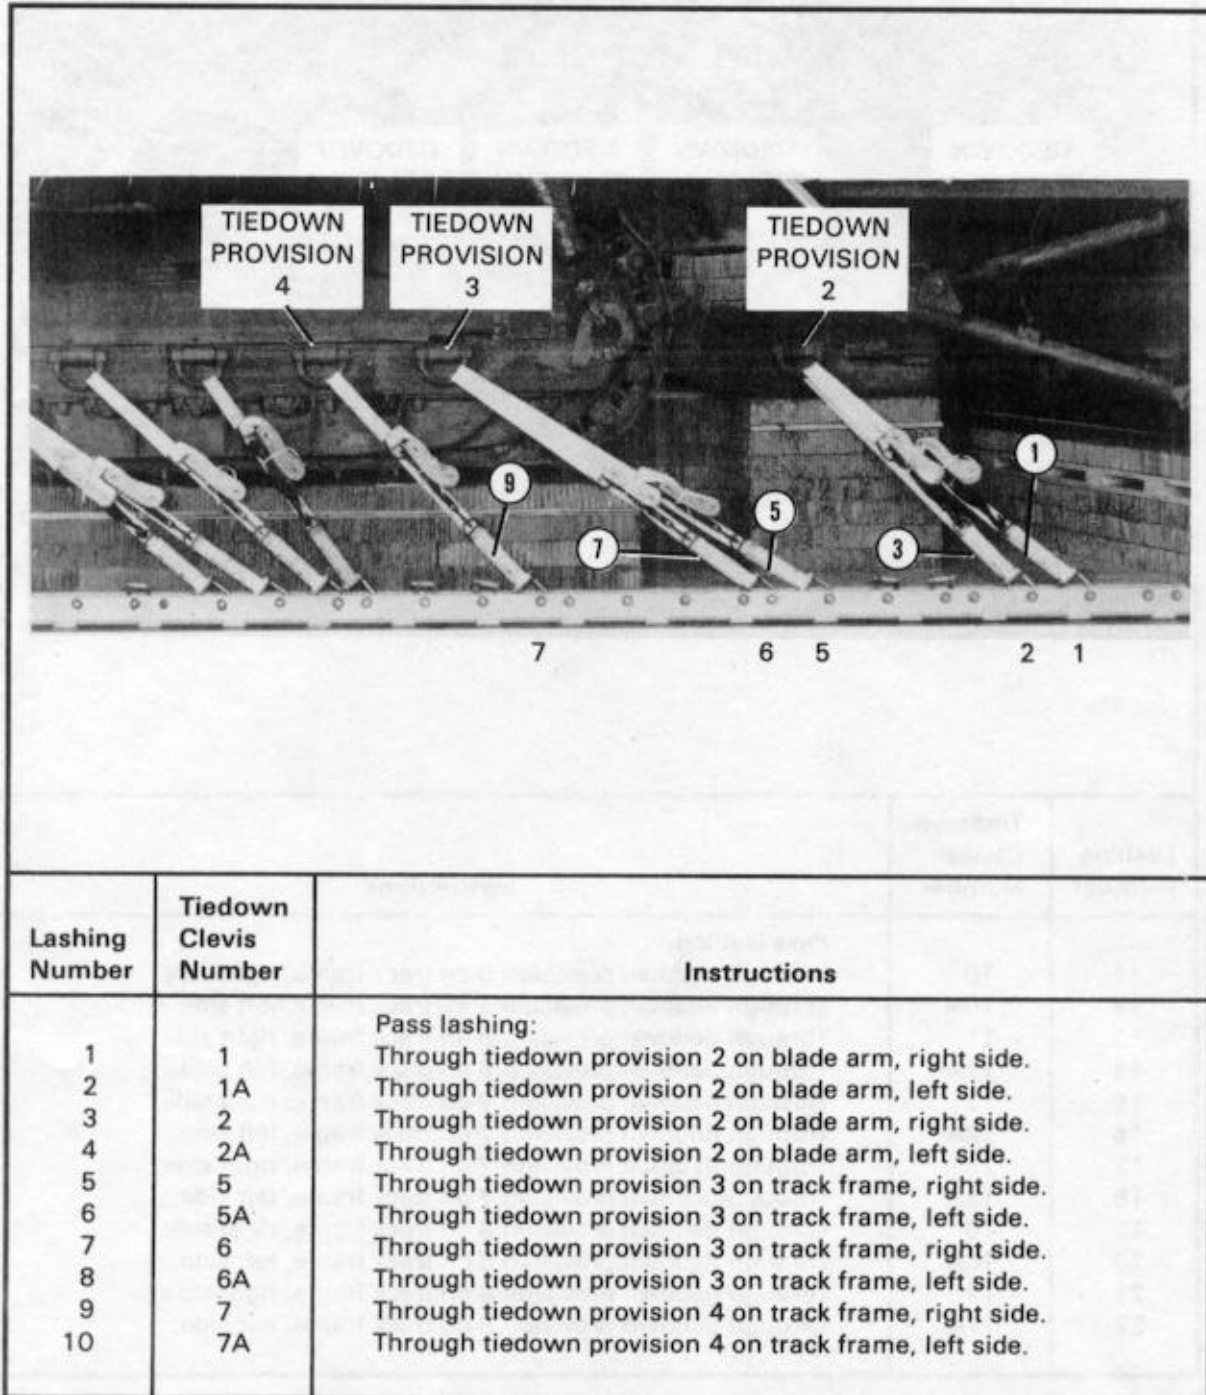 TIEDOWN
PROVISION
4
TIEDOWN
PROVISION
3
TIEDOWN
PROVISION
2
1
9
5
7
3
7 6 5 2 1
Lashing Number Tiedown Clevis Number Instructions
Pass lashing:
1 1 Through tiedown provision 2 on blade arm, right side.
2 1A Through tiedown provision 2 on blade arm, left side.
3 2 Through tiedown provision 2 on blade arm, right side.
4 2A Through tiedown provision 2 on blade arm, left side.
5 5 Through tiedown provision 3 on track frame, right side.
6 5A Through tiedown provision 3 on track frame, left side.
7 6 Through tiedown provision 3 on track frame, right side.
8 6A Through tiedown provision 3 on track frame, left side.
9 7 Through tiedown provision 4 on track frame, right side.
10 7A Through tiedown provision 4 on track frame, left side.